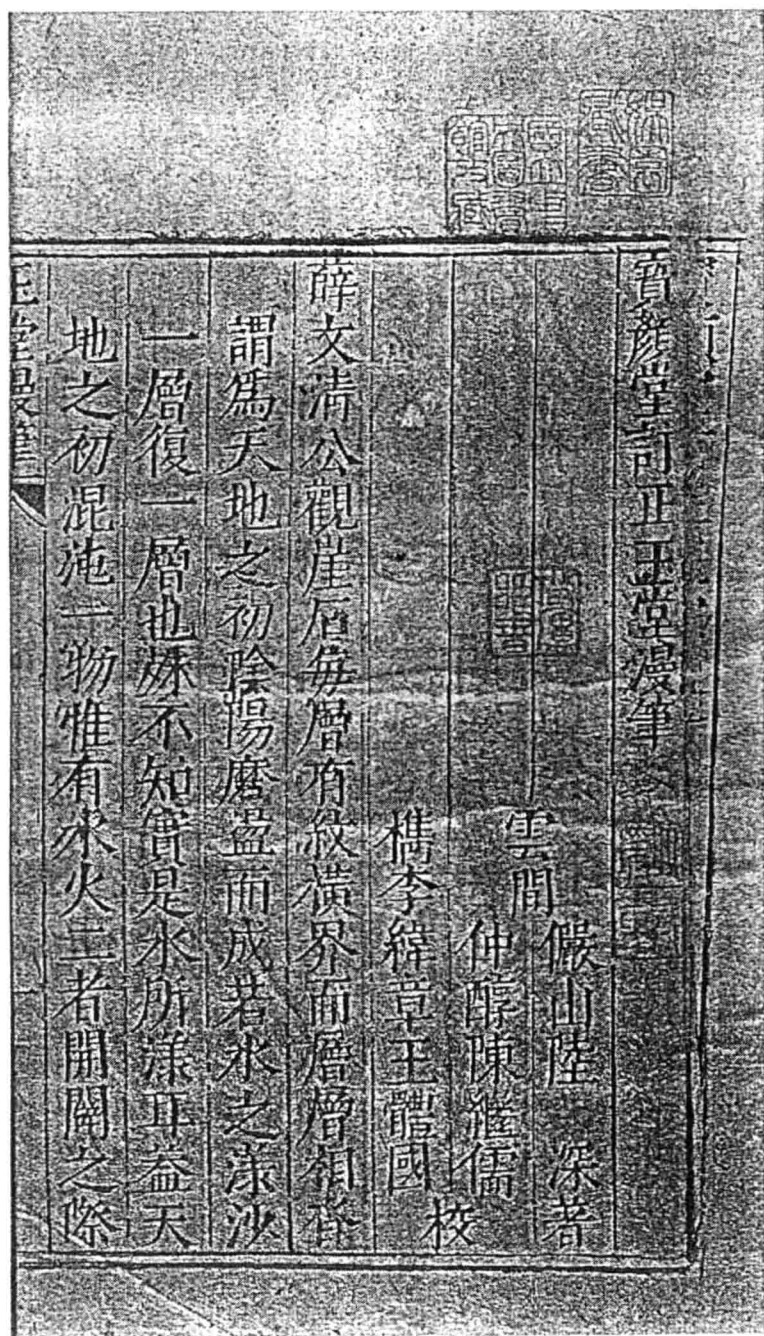 寶顏堂訂正玉堂漫筆
雲間 儼山陸 深著
仲醇陳繼儒
檇李緯章王體國 校
薛文清公觀崖石每層有紋橫界而層層相沓
謂爲天地之初陰陽磨盪而成若水之漾沙
一層復一層也殊不知實是水所漾耳葢天
地之初混沌一物惟有水火二者開闢之際
玉堂漫筆